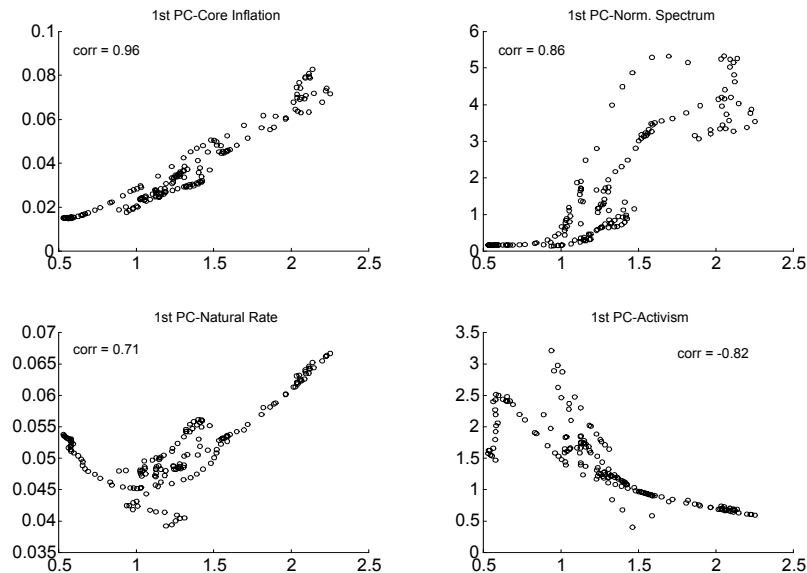 1st PC-Core Inflation
corr = 0.96
0.1
0.08
0.06
0.04
0.02
0
0.5 1 1.5 2 2.5
1st PC-Norm. Spectrum
corr = 0.86
6
5
4
3
2
1
0
0.5 1 1.5 2 2.5
1st PC-Natural Rate
corr = 0.71
0.07
0.065
0.06
0.055
0.05
0.045
0.04
0.035
0.5 1 1.5 2 2.5
1st PC-Activism
corr = -0.82
3.5
3
2.5
2
1.5
1
0.5
0
0.5 1 1.5 2 2.5